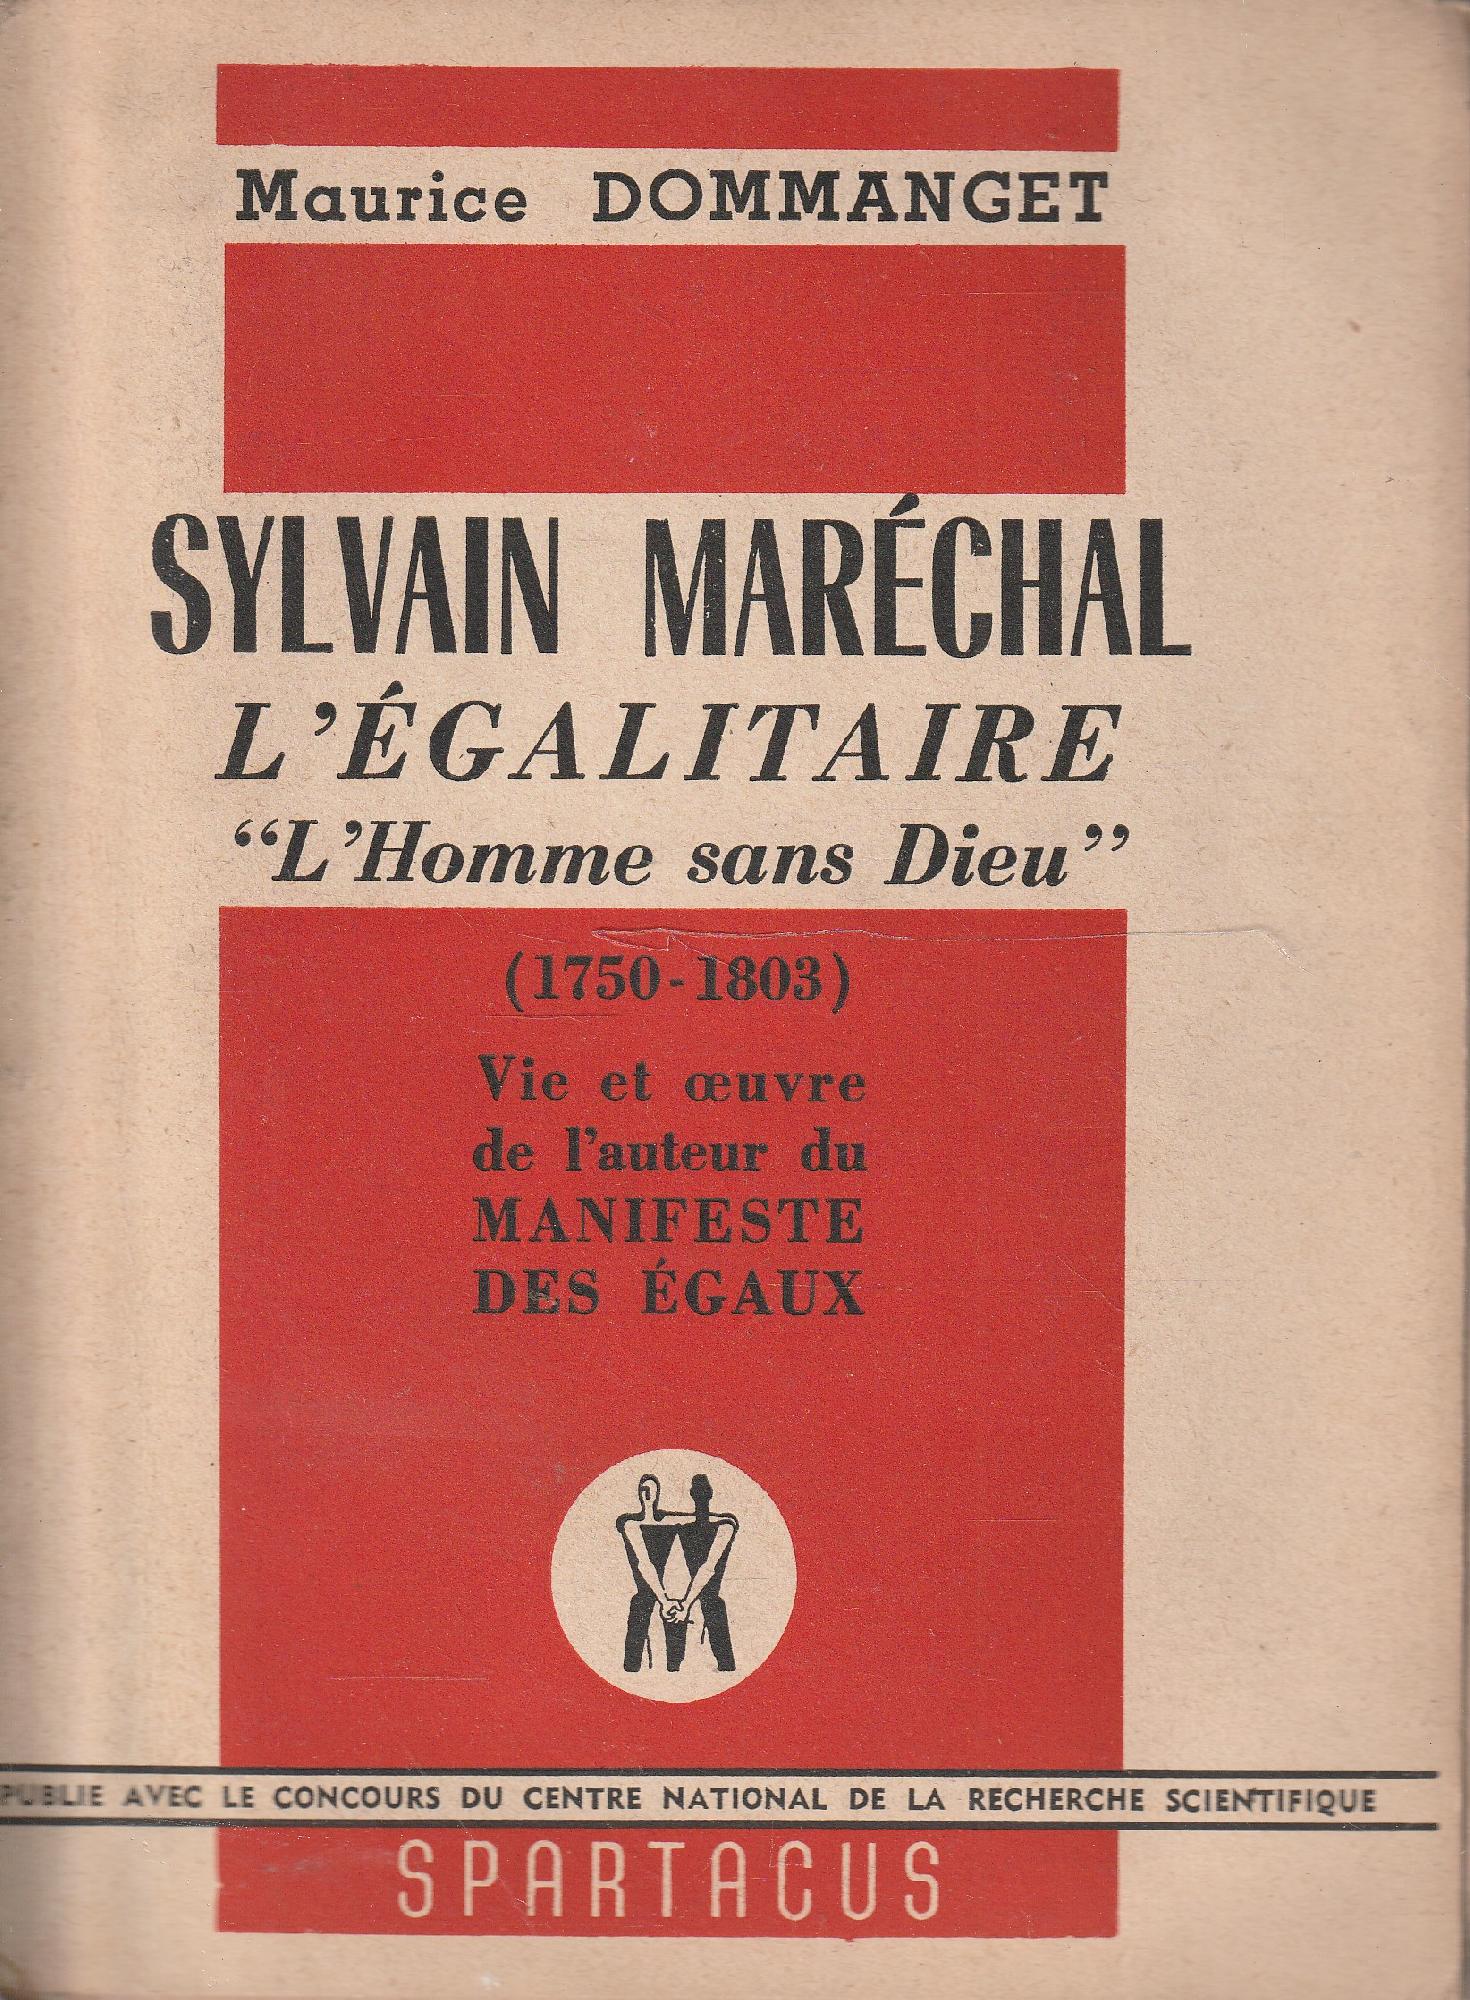 Maurice DOMMANGET
SYLVAIN MARÉCHAL
L'ÉGALITAIRE
“L'Homme sans Dieu”
(1750-1803)
Vie et œuvre
de l'auteur du
MANIFESTE
DES ÉGAUX
PUBLIE AVEC LE CONCOURS DU CENTRE NATIONAL DE LA RECHERCHE SCIENTIFIQUE
SPARTACUS